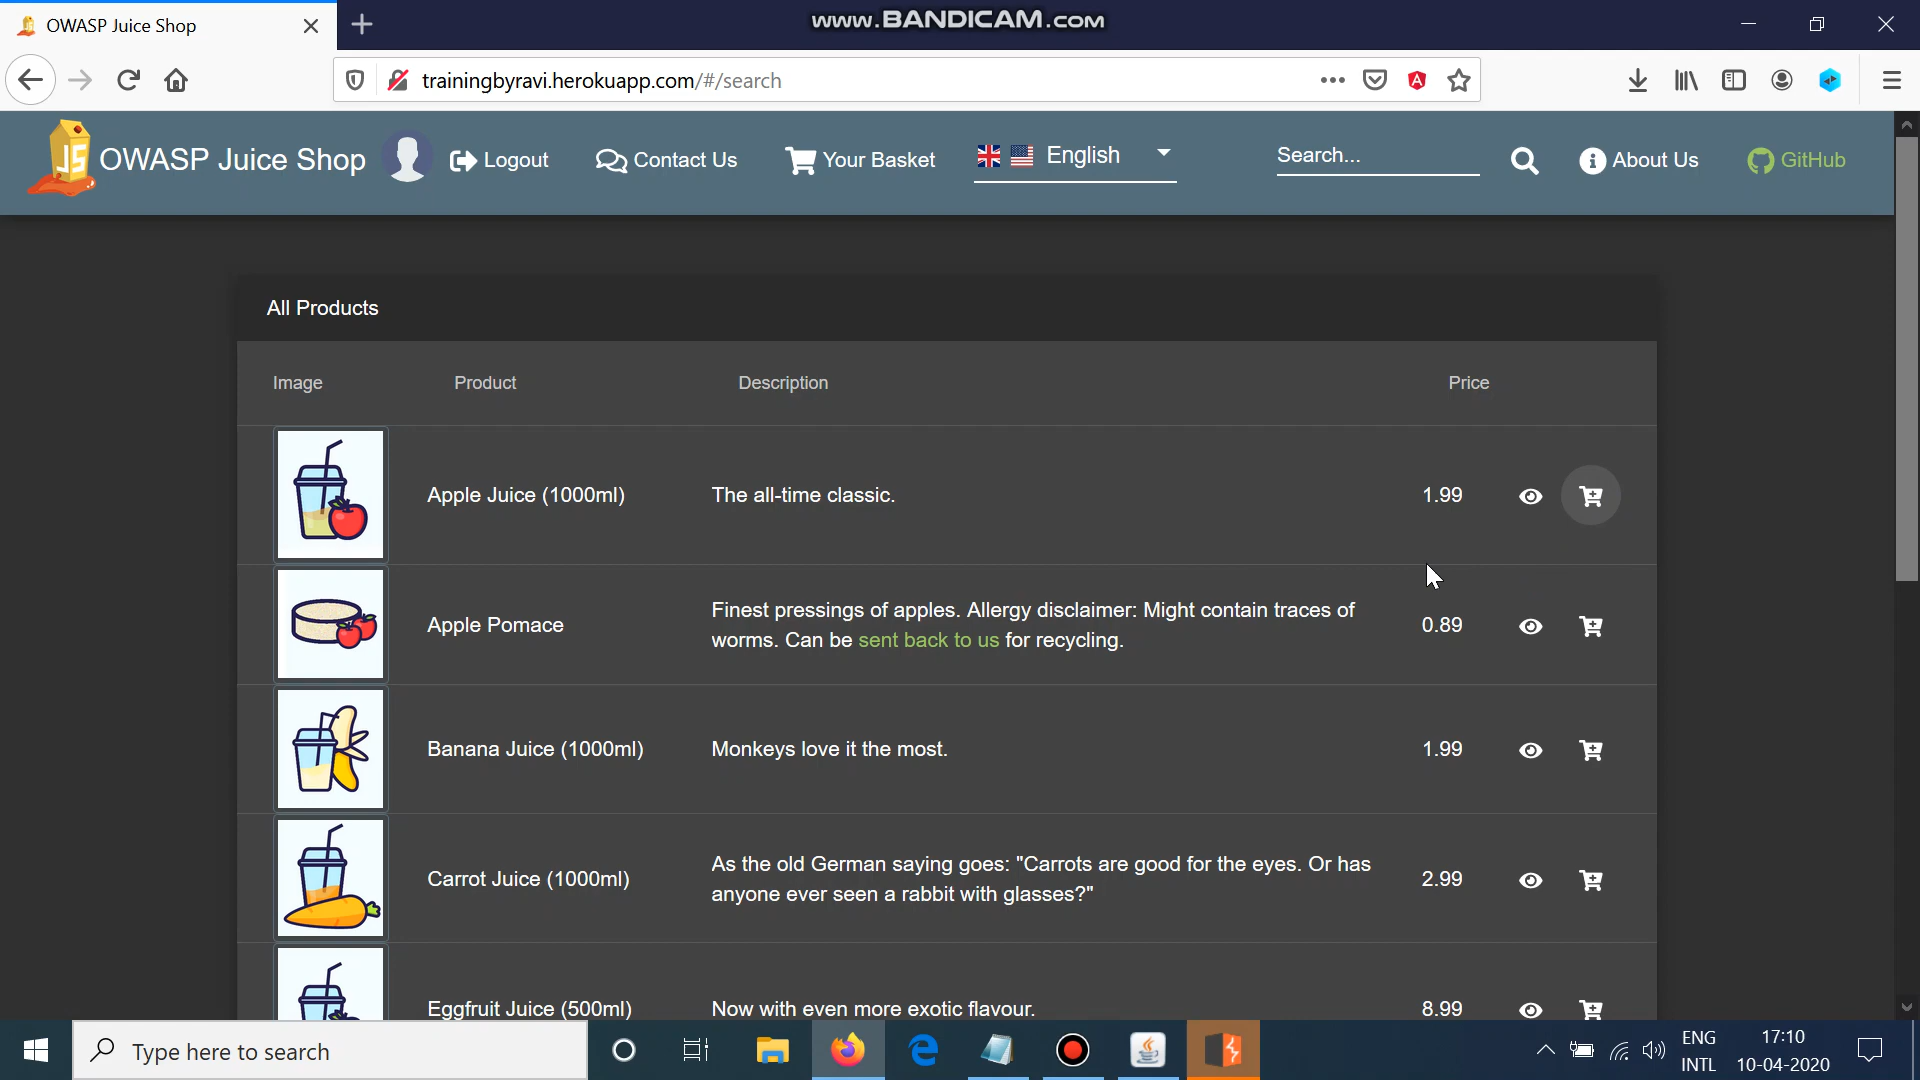 OWASP Juice Shop
www.BANDICAM.com
trainingbyravi.herokuapp.com/#/search
JS
OWASP Juice Shop
Logout
Contact Us
Your Basket
English
Search...
About Us
GitHub
All Products
Image
Product
Description
Price
Apple Juice (1000ml)
The all-time classic.
1.99
Apple Pomace
Finest pressings of apples. Allergy disclaimer: Might contain traces of
worms. Can be sent back to us for recycling.
0.89
Banana Juice (1000ml)
Monkeys love it the most.
1.99
Carrot Juice (1000ml)
As the old German saying goes: "Carrots are good for the eyes. Or has
anyone ever seen a rabbit with glasses?"
2.99
Eggfruit Juice (500ml)
Now with even more exotic flavour.
8.99
Type here to search
ENG
INTL
17:10
10-04-2020